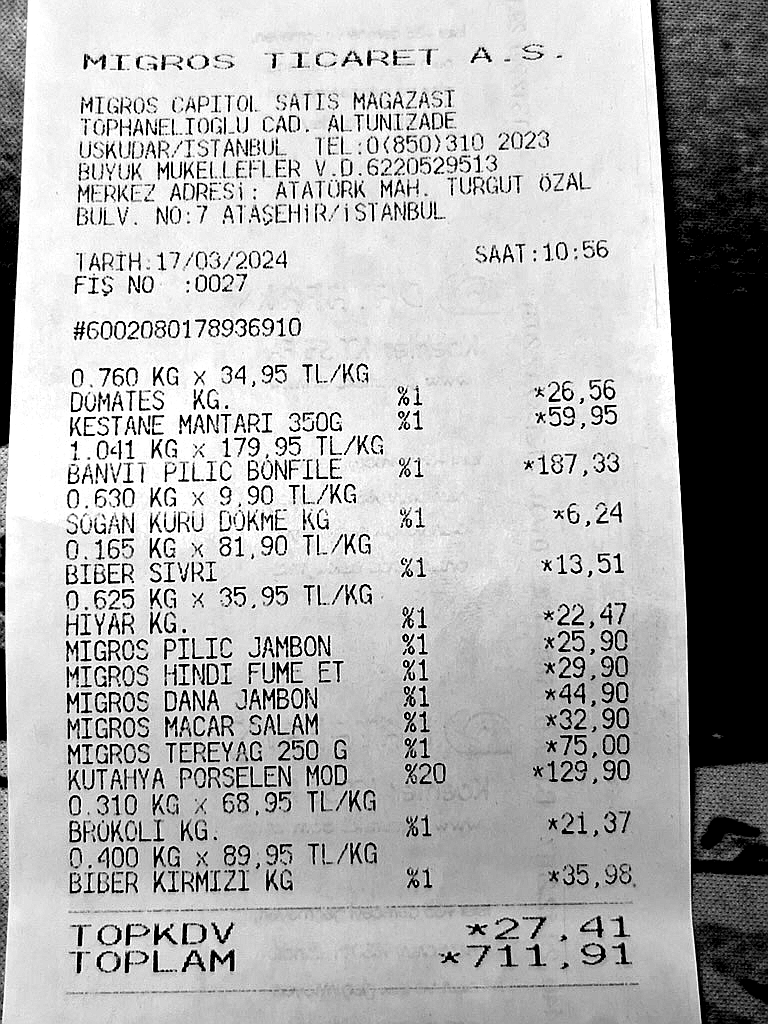 MIGROS TICARET A.S.
MIGROS CAPITOL SATIS MAGAZASI
TOPHANELIOGLU CAD. ALTUNIZADE
USKUDAR/ISTANBUL TEL:0(850)310 2023
BUYUK MUKELLEFLER V.D.6220529513
MERKEZ ADRESİ: ATATÜRK MAH. TURGUT ÖZAL
BULV. NO:7 ATAŞEHİR/İSTANBUL
TARİH:17/03/2024 SAAT:10:56
FİŞ NO :0027
#6002080178936910
0.760 KG x 34,95 TL/KG
DOMATES KG. %1 *26,56
KESTANE MANTARI 350G %1 *59,95
1.041 KG x 179,95 TL/KG
BANVIT PILIC BONFILE %1 *187,33
0.630 KG x 9,90 TL/KG
SOGAN KURU DÖKME KG %1 *6,24
0.165 KG x 81,90 TL/KG
BIBER SIVRI %1 *13,51
0.625 KG x 35,95 TL/KG
HIYAR KG. %1 *22,47
MIGROS PILIC JAMBON %1 *25,90
MIGROS HINDI FUME ET %1 *29,90
MIGROS DANA JAMBON %1 *44,90
MIGROS MACAR SALAM %1 *32,90
MIGROS TEREYAG 250 G %1 *75,00
KUTAHYA PORSELEN MOD %20 *129,90
0.310 KG x 68,95 TL/KG
BROKOLI KG. %1 *21,37
0.400 KG x 89,95 TL/KG
BIBER KIRMIZI KG %1 *35,98
TOPKDV *27,41
TOPLAM *711,91